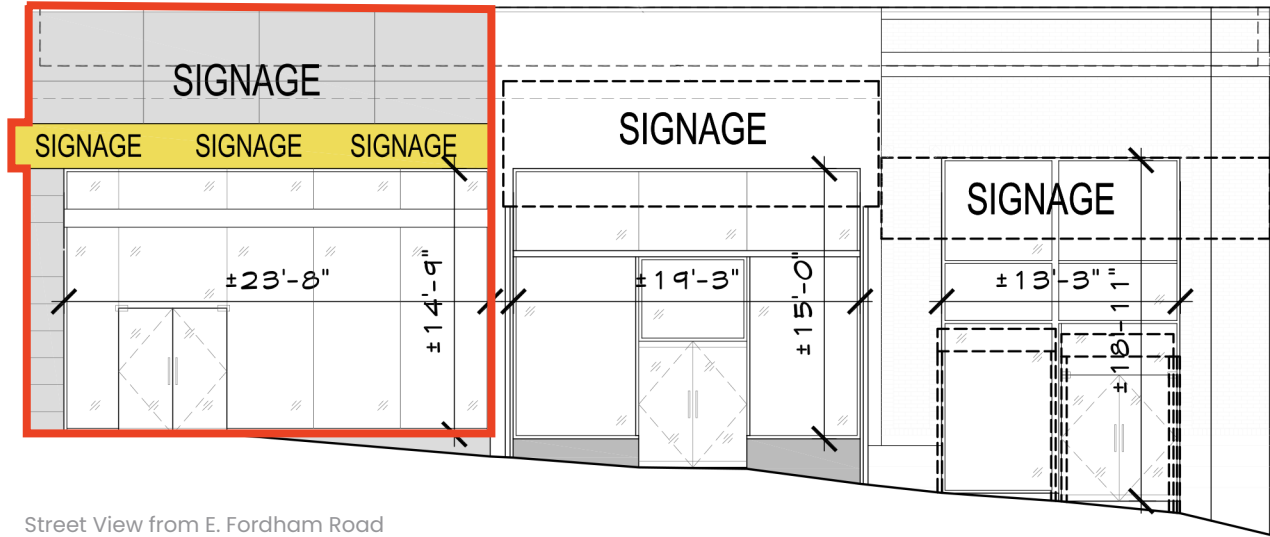 SIGNAGE
SIGNAGE
SIGNAGE SIGNAGE SIGNAGE
SIGNAGE
±23'-8"
±14'-9"
±19'-3"
±15'-0"
±13'-3"
±18'-11"
Street View from E. Fordham Road